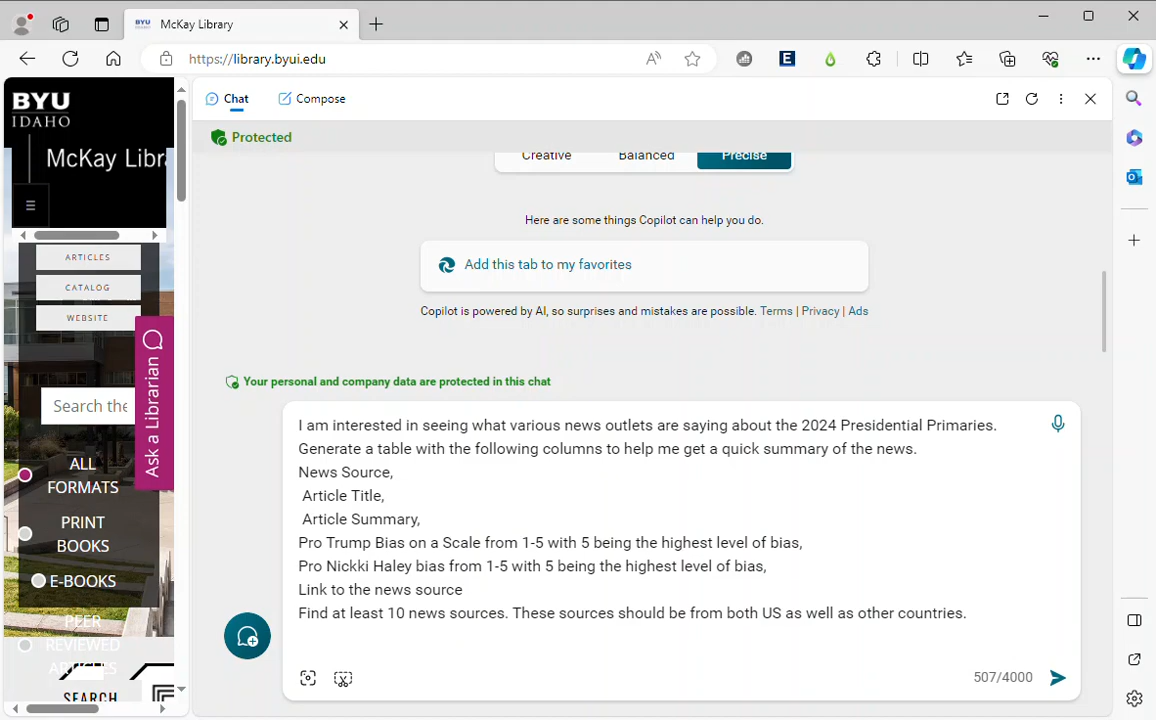 McKay Library
https://library.byui.edu
BYU
IDAHO
McKay Libra
ARTICLES
CATALOG
WEBSITE
Search the
Ask a Librarian
ALL
FORMATS
PRINT
BOOKS
E-BOOKS
PEER
REVIEWED
ARTICLES
SEARCH
Chat
Compose
Protected
Creative
Balanced
Precise
Here are some things Copilot can help you do.
Add this tab to my favorites
Copilot is powered by AI, so surprises and mistakes are possible. Terms | Privacy | Ads
Your personal and company data are protected in this chat
I am interested in seeing what various news outlets are saying about the 2024 Presidential Primaries.
Generate a table with the following columns to help me get a quick summary of the news.
News Source,
Article Title,
Article Summary,
Pro Trump Bias on a Scale from 1-5 with 5 being the highest level of bias,
Pro Nickki Haley bias from 1-5 with 5 being the highest level of bias,
Link to the news source
Find at least 10 news sources. These sources should be from both US as well as other countries.
507/4000